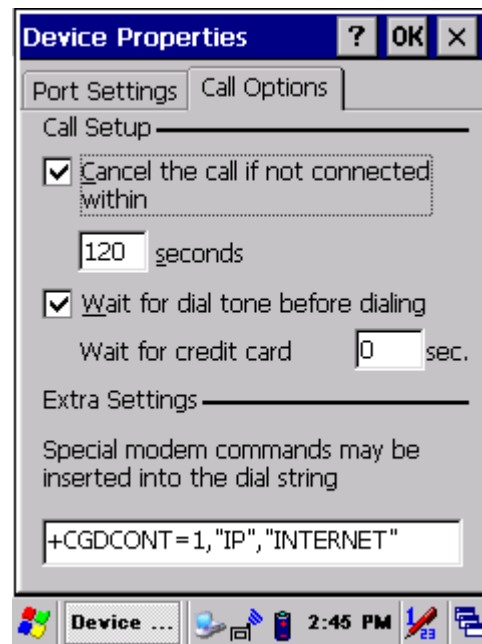 Device Properties ? OK ×
Port Settings Call Options
Call Setup
Cancel the call if not connected
within
120 seconds
Wait for dial tone before dialing
Wait for credit card 0 sec.
Extra Settings
Special modem commands may be
inserted into the dial string
+CGDCONT=1,"IP","INTERNET"
Device ... 2:45 PM 1/23